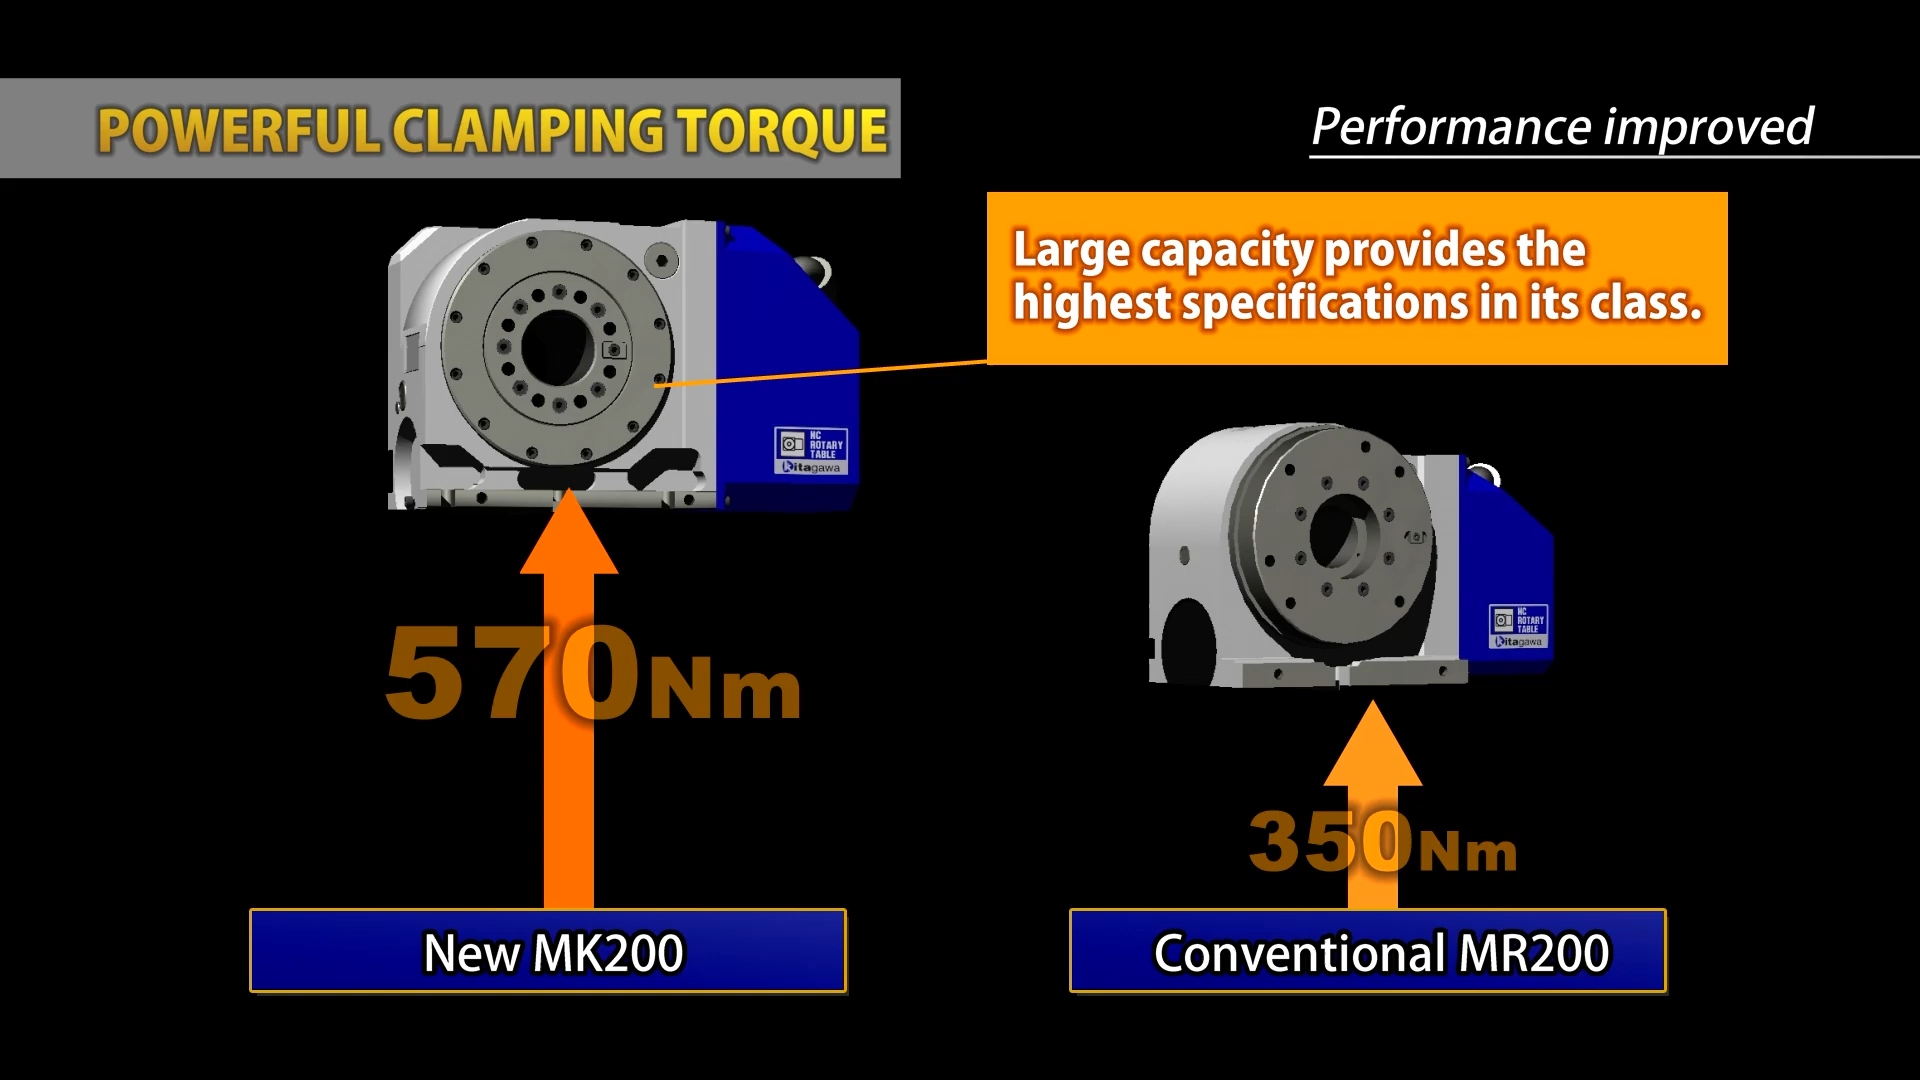 POWERFUL CLAMPING TORQUE
Performance improved
Large capacity provides the
highest specifications in its class.
NC
ROTARY
TABLE
Kitagawa
NC
ROTARY
TABLE
Kitagawa
570Nm
350Nm
New MK200
Conventional MR200